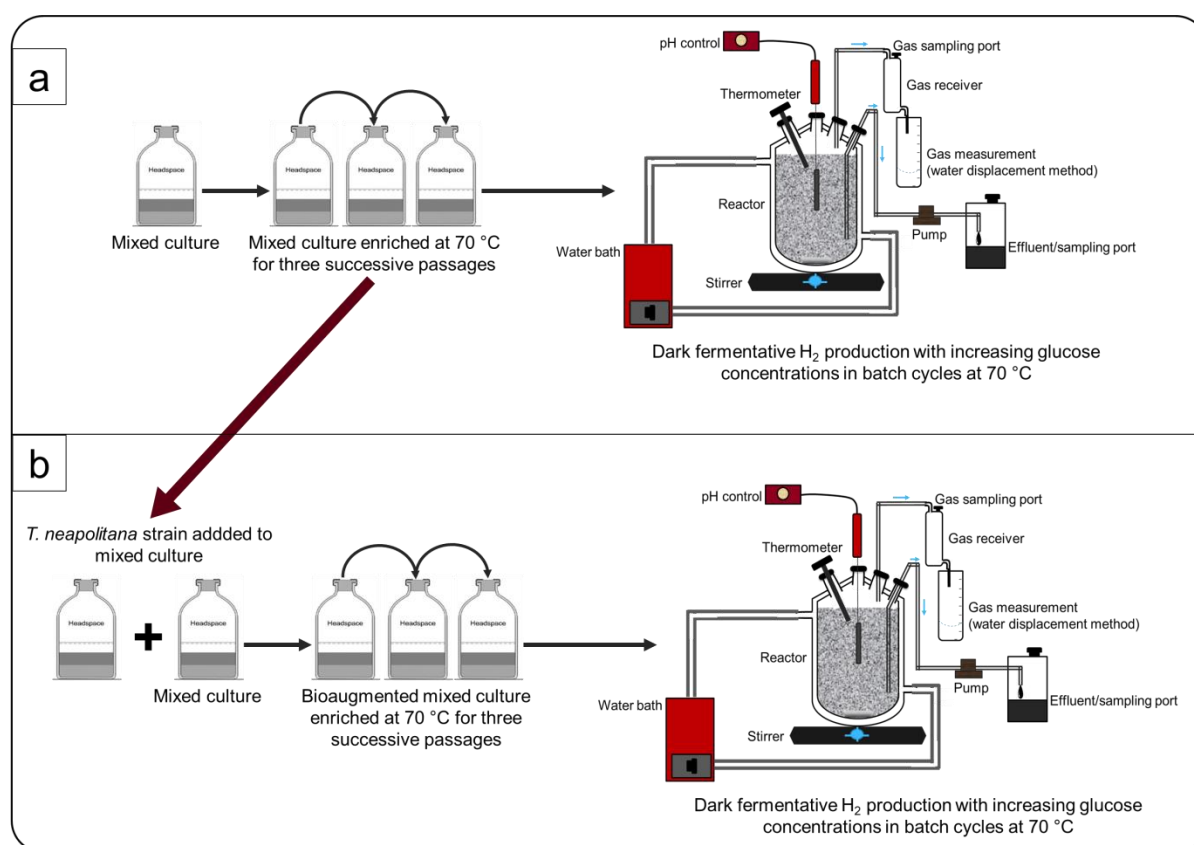 a
Headspace
Mixed culture
Headspace
Headspace
Headspace
Mixed culture enriched at 70 °C
for three successive passages
pH control
Thermometer
Gas sampling port
Gas receiver
Gas measurement
(water displacement method)
Reactor
Water bath
Pump
Effluent/sampling port
Stirrer
Dark fermentative H₂ production with increasing glucose
concentrations in batch cycles at 70 °C
b
T. neapolitana strain addded to
mixed culture
Headspace
+
Headspace
Mixed culture
Headspace
Headspace
Headspace
Bioaugmented mixed culture
enriched at 70 °C for three
successive passages
pH control
Thermometer
Gas sampling port
Gas receiver
Gas measurement
(water displacement method)
Reactor
Water bath
Pump
Effluent/sampling port
Stirrer
Dark fermentative H₂ production with increasing glucose
concentrations in batch cycles at 70 °C